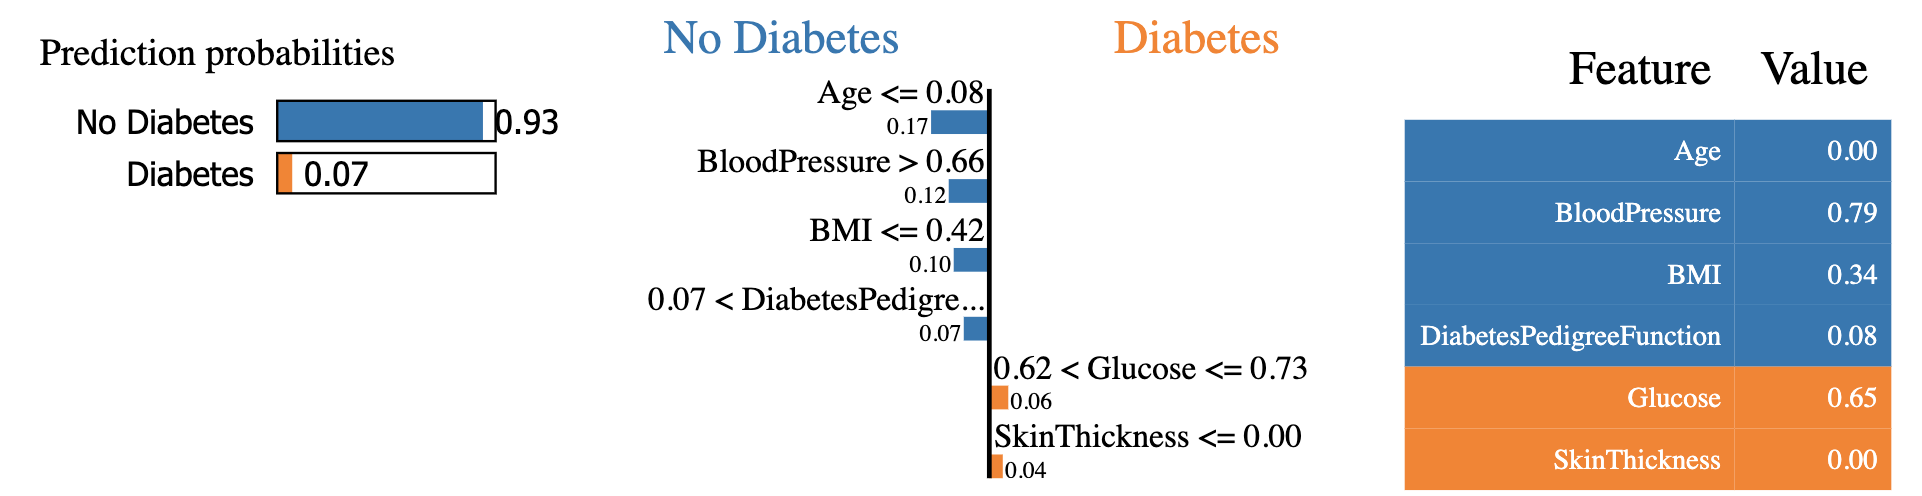 Prediction probabilities
No Diabetes 0.93
Diabetes 0.07
No Diabetes Diabetes
Age <= 0.08
0.17
BloodPressure > 0.66
0.12
BMI <= 0.42
0.10
0.07 < DiabetesPedigre...
0.07
0.62 < Glucose <= 0.73
0.06
SkinThickness <= 0.00
0.04
Feature Value
Age 0.00
BloodPressure 0.79
BMI 0.34
DiabetesPedigreeFunction 0.08
Glucose 0.65
SkinThickness 0.00